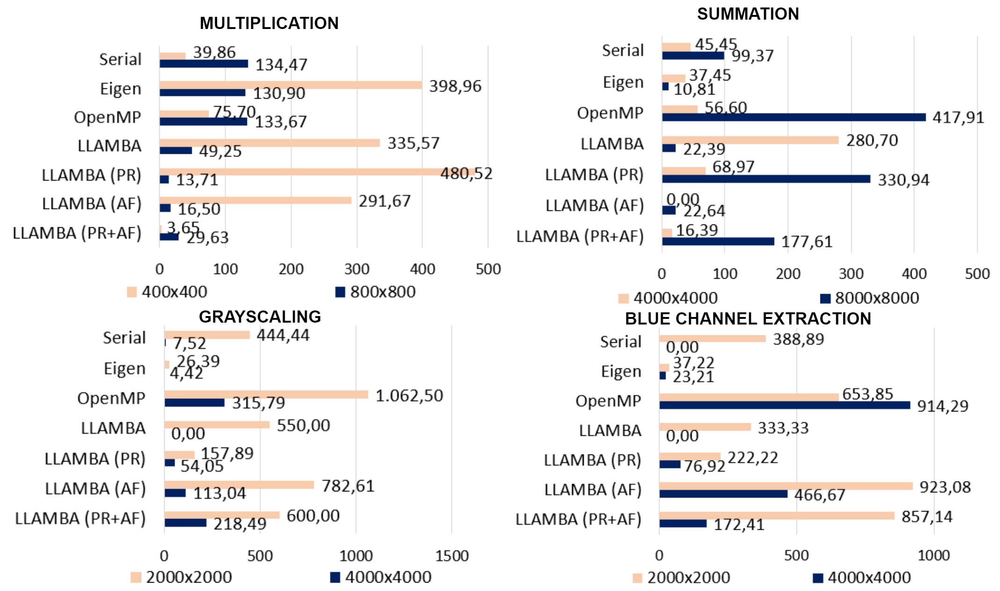 MULTIPLICATION
Serial
39,86
134,47
Eigen
398,96
130,90
OpenMP
75,70
133,67
LLAMBA
335,57
49,25
LLAMBA (PR)
480,52
13,71
LLAMBA (AF)
291,67
16,50
LLAMBA (PR+AF)
3,65
29,63
0 100 200 300 400 500
400x400 800x800
SUMMATION
Serial
45,45
99,37
Eigen
37,45
10,81
OpenMP
56,60
417,91
LLAMBA
280,70
22,39
LLAMBA (PR)
68,97
330,94
LLAMBA (AF)
0,00
22,64
LLAMBA (PR+AF)
16,39
177,61
0 100 200 300 400 500
4000x4000 8000x8000
GRAYSCALING
Serial
444,44
7,52
Eigen
26,39
4,42
OpenMP
1.062,50
315,79
LLAMBA
550,00
0,00
LLAMBA (PR)
157,89
54,05
LLAMBA (AF)
782,61
113,04
LLAMBA (PR+AF)
600,00
218,49
0 500 1000 1500
2000x2000 4000x4000
BLUE CHANNEL EXTRACTION
Serial
388,89
0,00
Eigen
37,22
23,21
OpenMP
653,85
914,29
LLAMBA
333,33
0,00
LLAMBA (PR)
222,22
76,92
LLAMBA (AF)
923,08
466,67
LLAMBA (PR+AF)
857,14
172,41
0 500 1000
2000x2000 4000x4000